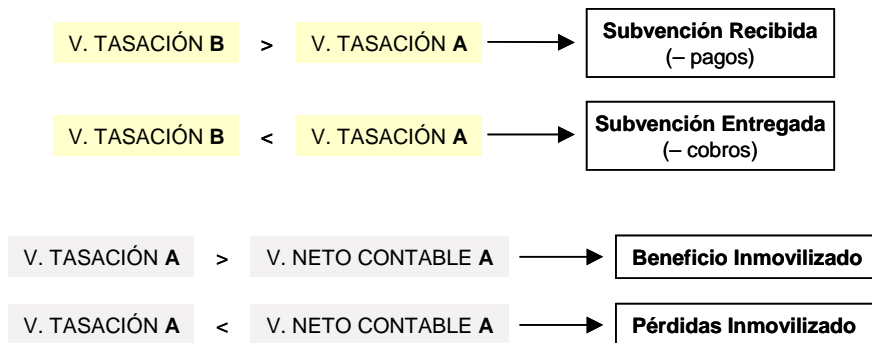 V. TASACIÓN B > V. TASACIÓN A Subvención Recibida
(– pagos)
V. TASACIÓN B < V. TASACIÓN A Subvención Entregada
(– cobros)
V. TASACIÓN A > V. NETO CONTABLE A Beneficio Inmovilizado
V. TASACIÓN A < V. NETO CONTABLE A Pérdidas Inmovilizado